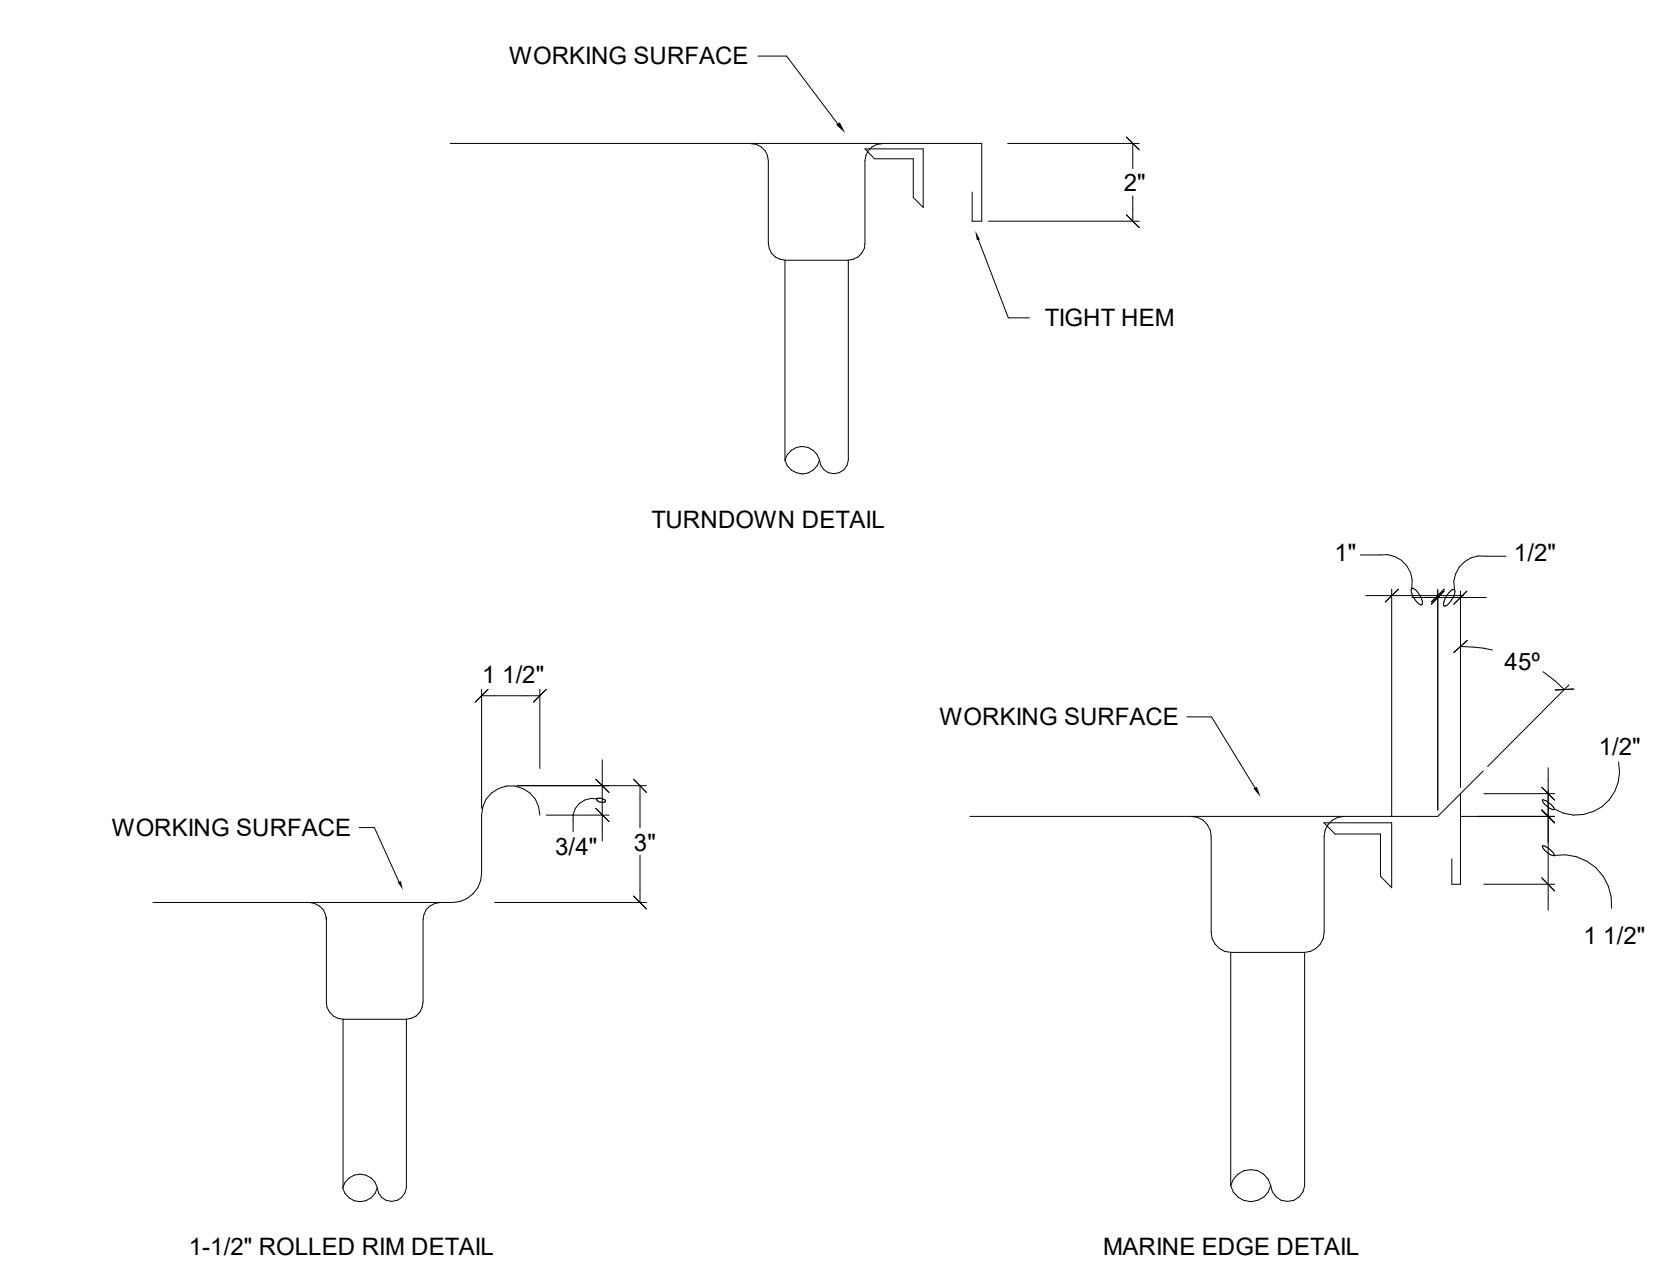 WORKING SURFACE
2"
TIGHT HEM
TURNDOWN DETAIL
1"
1/2"
45º
1 1/2"
WORKING SURFACE
1/2"
WORKING SURFACE
3/4"
3"
1 1/2"
1-1/2" ROLLED RIM DETAIL
MARINE EDGE DETAIL